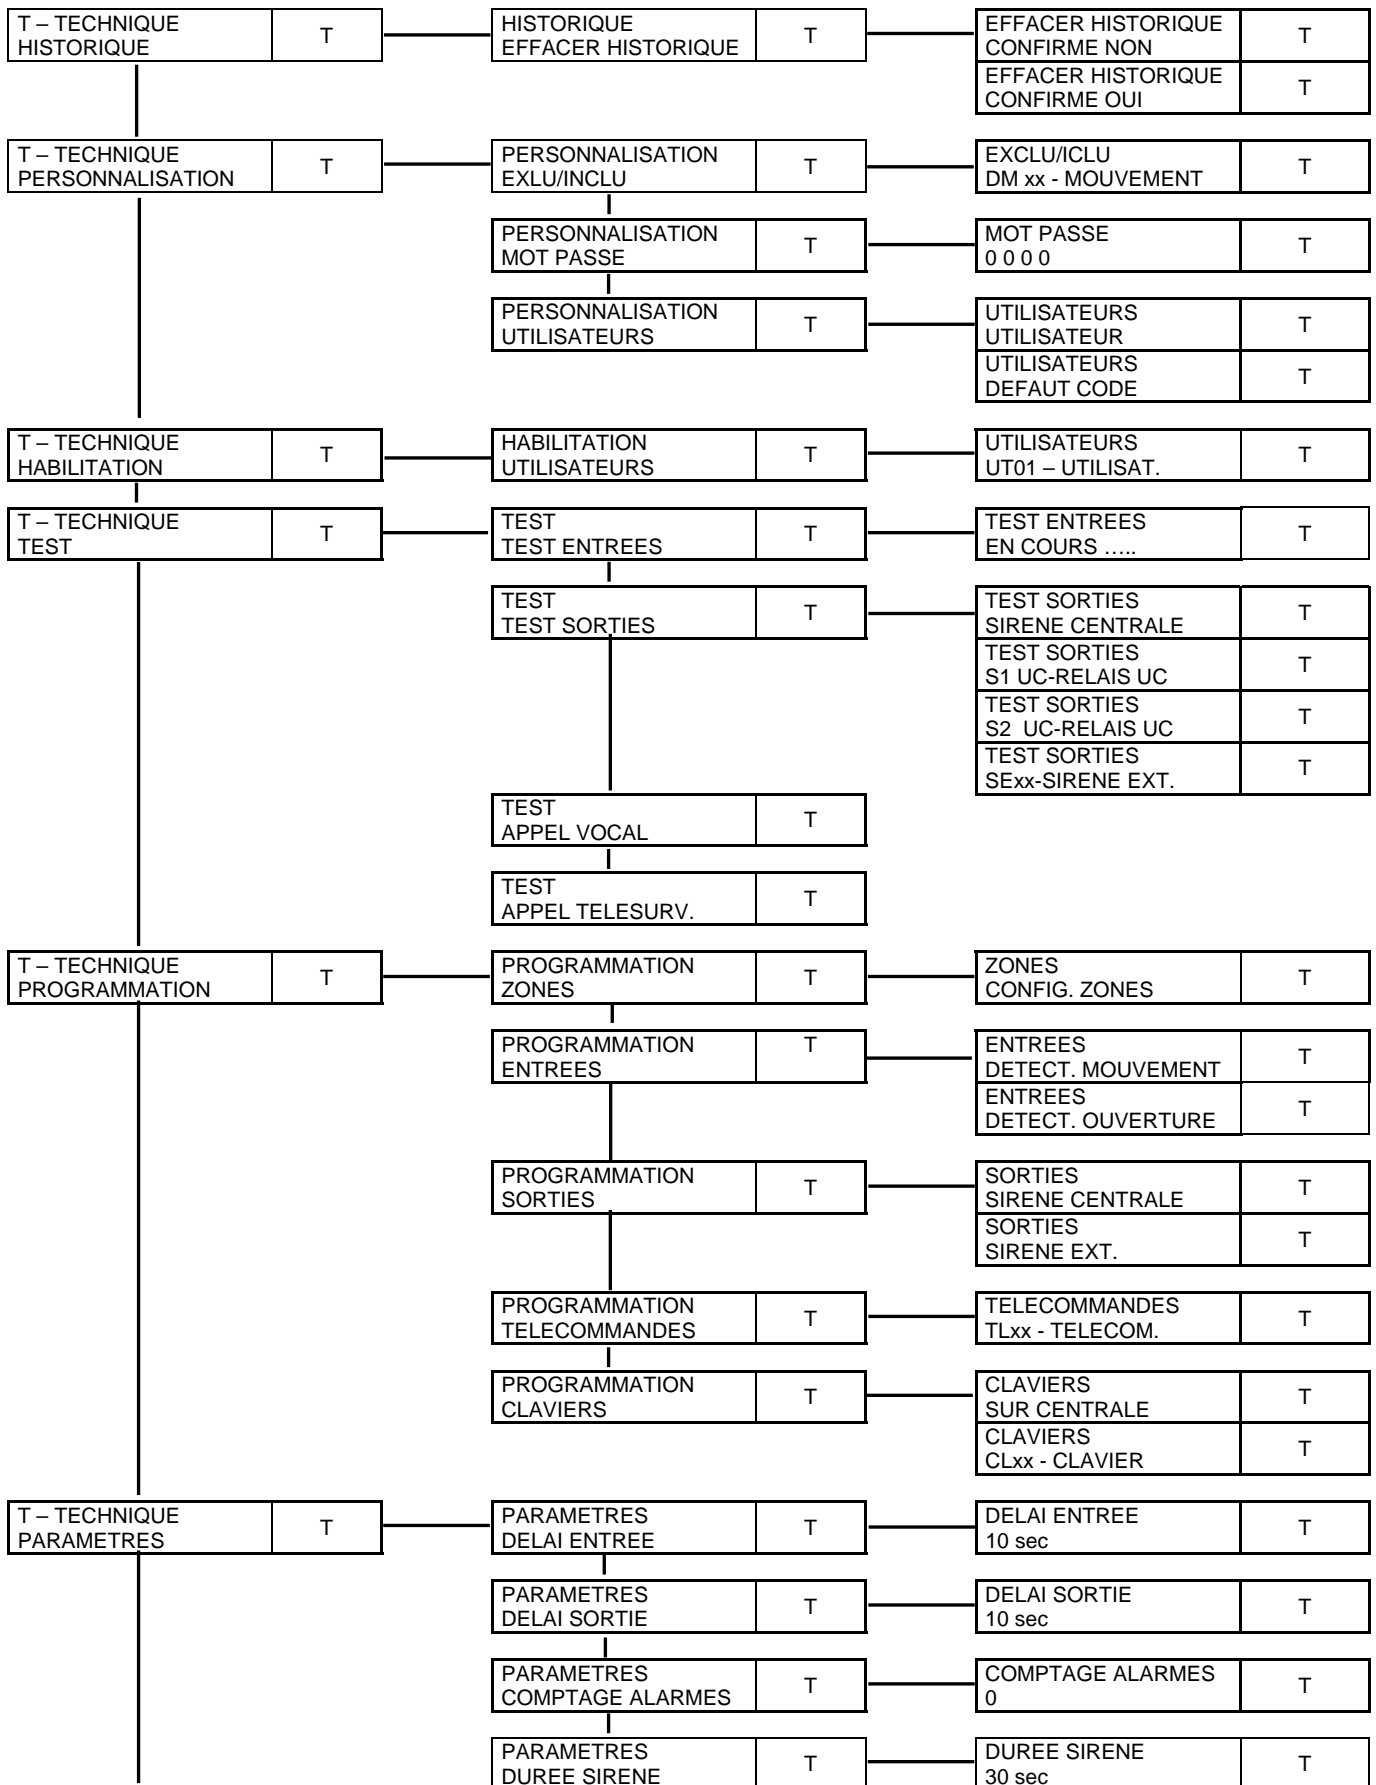 T – TECHNIQUE
HISTORIQUE
T
HISTORIQUE
EFFACER HISTORIQUE
T
EFFACER HISTORIQUE
CONFIRME NON
T
EFFACER HISTORIQUE
CONFIRME OUI
T
T – TECHNIQUE
PERSONNALISATION
T
PERSONNALISATION
EXLU/INCLU
T
EXCLU/ICLU
DM xx - MOUVEMENT
T
PERSONNALISATION
MOT PASSE
T
MOT PASSE
0 0 0 0
T
PERSONNALISATION
UTILISATEURS
T
UTILISATEURS
UTILISATEUR
T
UTILISATEURS
DEFAUT CODE
T
T – TECHNIQUE
HABILITATION
T
HABILITATION
UTILISATEURS
T
UTILISATEURS
UT01 – UTILISAT.
T
T – TECHNIQUE
TEST
T
TEST
TEST ENTREES
T
TEST ENTREES
EN COURS …..
T
TEST
TEST SORTIES
T
TEST SORTIES
SIRENE CENTRALE
T
TEST SORTIES
S1 UC-RELAIS UC
T
TEST SORTIES
S2  UC-RELAIS UC
T
TEST SORTIES
SExx-SIRENE EXT.
T
TEST
APPEL VOCAL
T
TEST
APPEL TELESURV.
T
T – TECHNIQUE
PROGRAMMATION
T
PROGRAMMATION
ZONES
T
ZONES
CONFIG. ZONES
T
PROGRAMMATION
ENTREES
T
ENTREES
DETECT. MOUVEMENT
T
ENTREES
DETECT. OUVERTURE
T
PROGRAMMATION
SORTIES
T
SORTIES
SIRENE CENTRALE
T
SORTIES
SIRENE EXT.
T
PROGRAMMATION
TELECOMMANDES
T
TELECOMMANDES
TLxx - TELECOM.
T
PROGRAMMATION
CLAVIERS
T
CLAVIERS
SUR CENTRALE
T
CLAVIERS
CLxx - CLAVIER
T
T – TECHNIQUE
PARAMETRES
T
PARAMETRES
DELAI ENTREE
T
DELAI ENTREE
10 sec
T
PARAMETRES
DELAI SORTIE
T
DELAI SORTIE
10 sec
T
PARAMETRES
COMPTAGE ALARMES
T
COMPTAGE ALARMES
0
T
PARAMETRES
DUREE SIRENE
T
DUREE SIRENE
30 sec
T